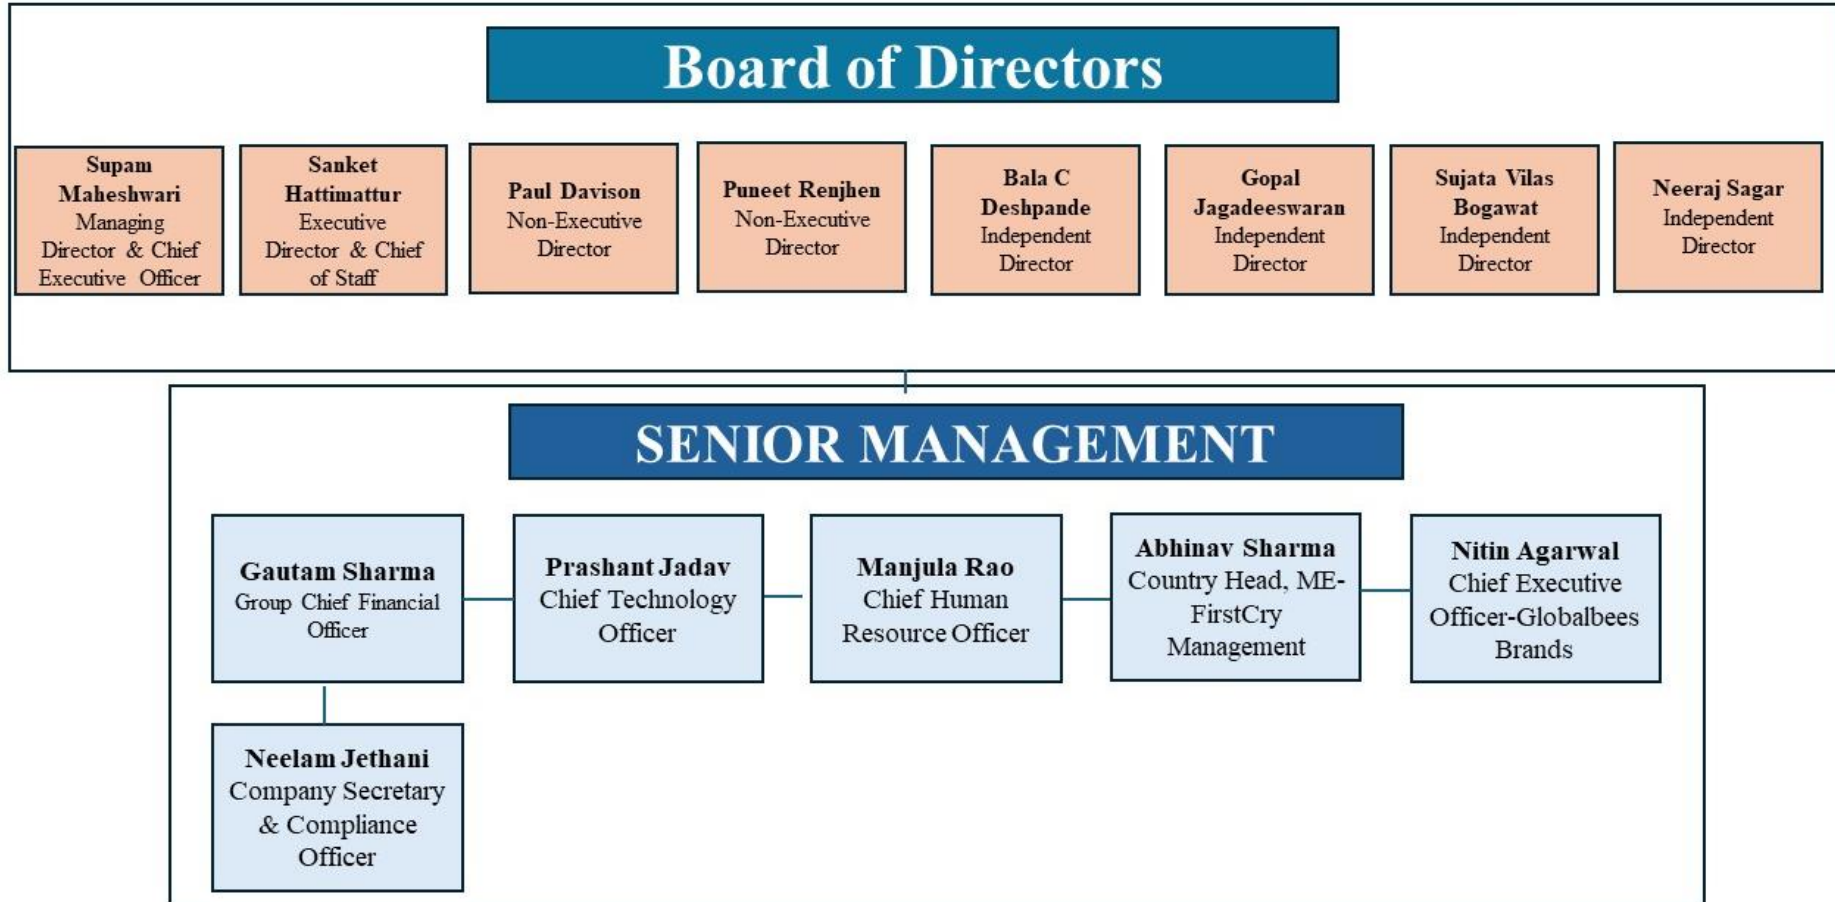 Board of Directors
Supam
Maheshwari
Managing
Director & Chief
Executive Officer
Sanket
Hattimattur
Executive
Director & Chief
of Staff
Paul Davison
Non-Executive
Director
Puneet Renjhen
Non-Executive
Director
Bala C
Deshpande
Independent
Director
Gopal
Jagadeeswaran
Independent
Director
Sujata Vilas
Bogawat
Independent
Director
Neeraj Sagar
Independent
Director
SENIOR MANAGEMENT
Gautam Sharma
Group Chief Financial
Officer
Prashant Jadav
Chief Technology
Officer
Manjula Rao
Chief Human
Resource Officer
Abhinav Sharma
Country Head, ME-
FirstCry
Management
Nitin Agarwal
Chief Executive
Officer-Globalbees
Brands
Neelam Jethani
Company Secretary
& Compliance
Officer